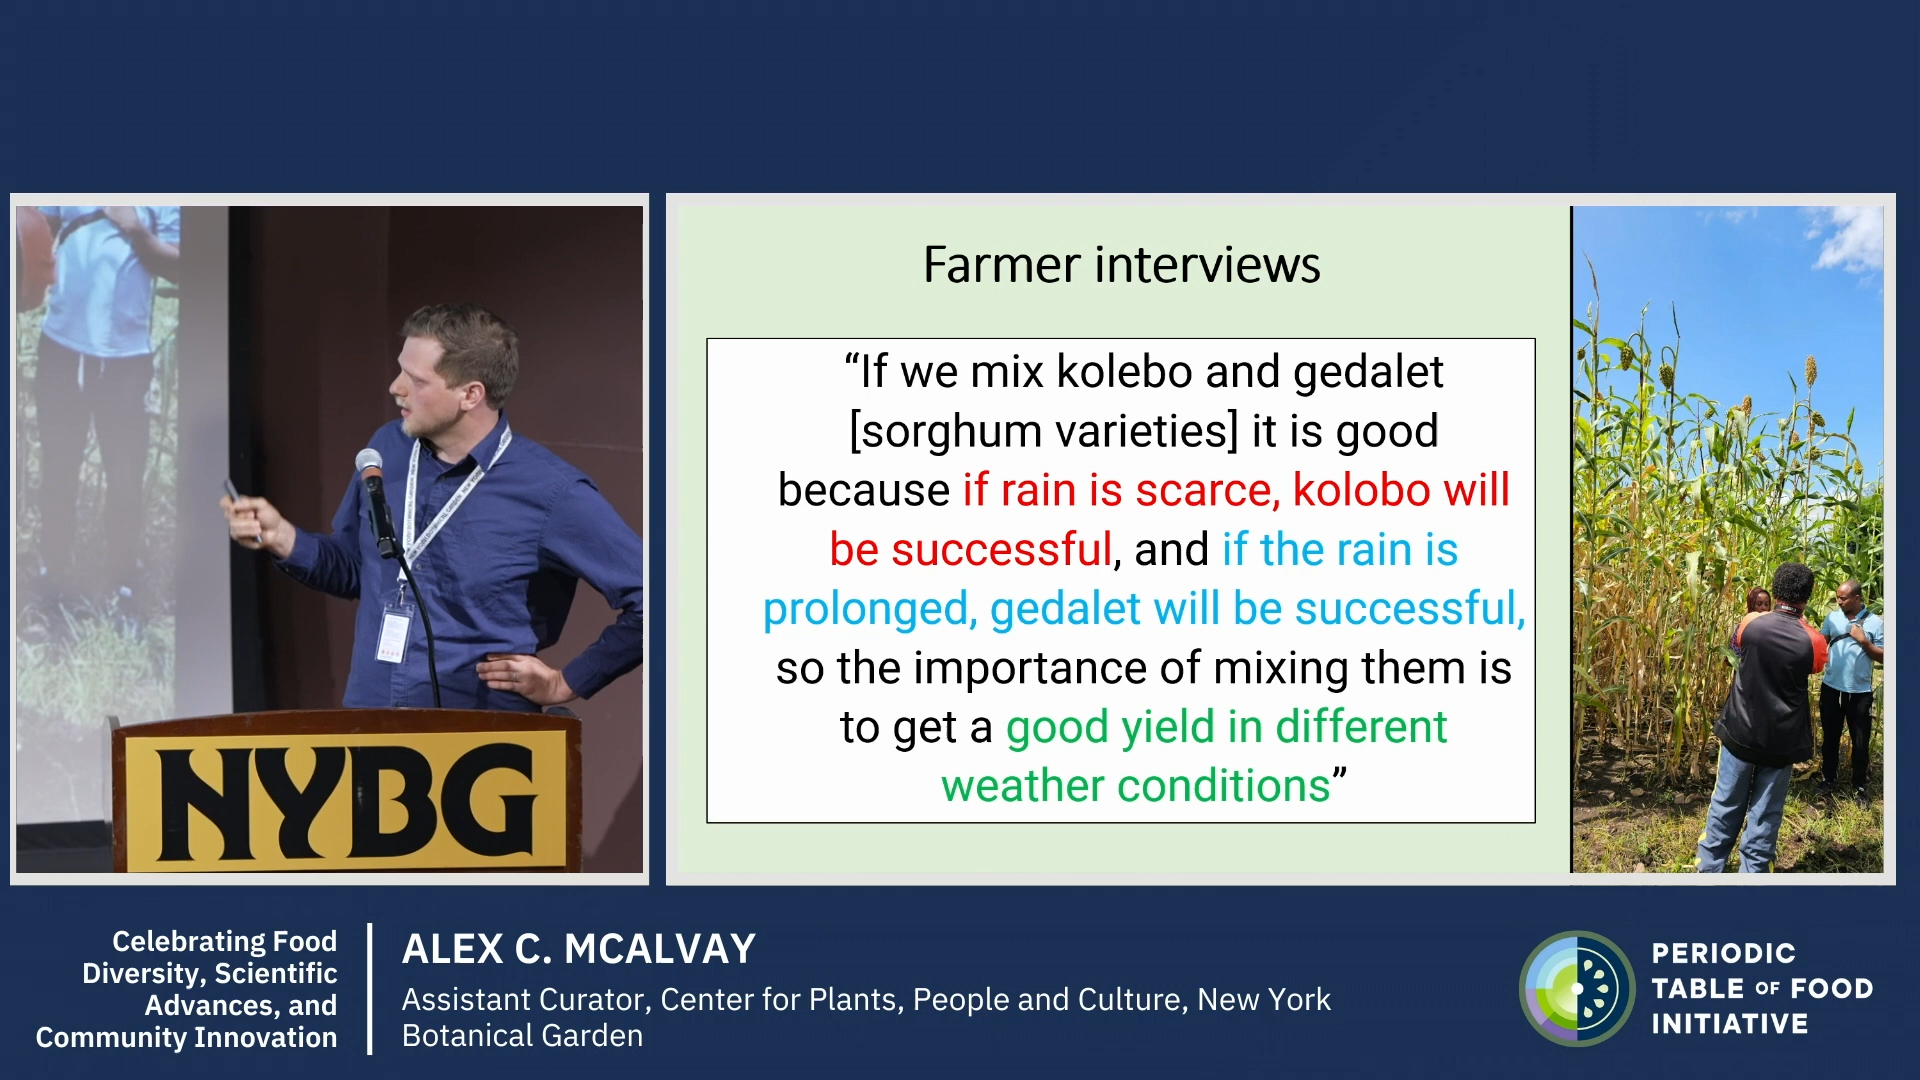 Farmer interviews
“If we mix kolebo and gedalet
[sorghum varieties] it is good
because if rain is scarce, kolobo will
be successful, and if the rain is
prolonged, gedalet will be successful,
so the importance of mixing them is
to get a good yield in different
weather conditions”
NYBG
Celebrating Food
Diversity, Scientific
Advances, and
Community Innovation
ALEX C. MCALVAY
Assistant Curator, Center for Plants, People and Culture, New York
Botanical Garden
PERIODIC
TABLE OF FOOD
INITIATIVE